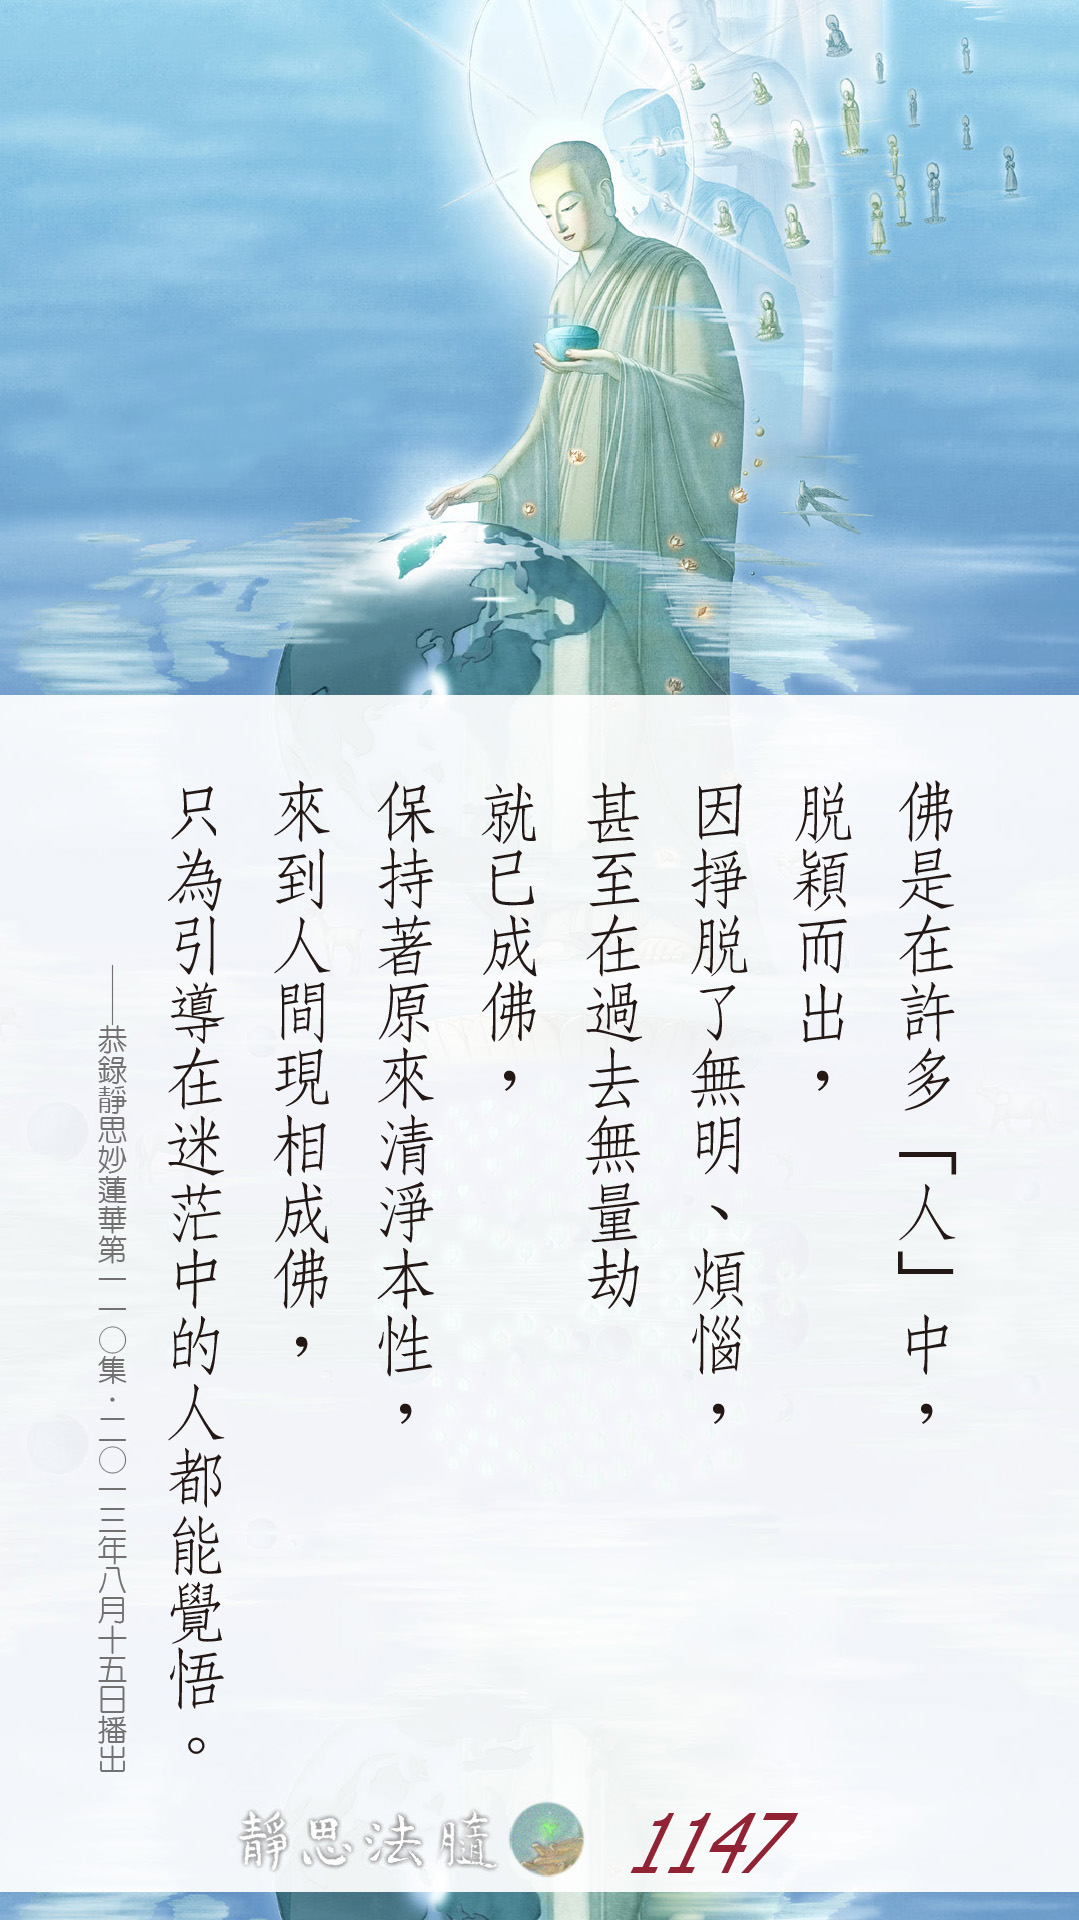 佛是在許多「人」中，
脫穎而出，
因掙脫了無明、煩惱，
甚至在過去無量劫
就已成佛，
保持著原來清淨本性，
來到人間現相成佛，
只為引導在迷茫中的人都能覺悟。
——恭錄靜思妙蓮華第一一〇集·二〇一三年八月十五日播出
靜思法髓 1147